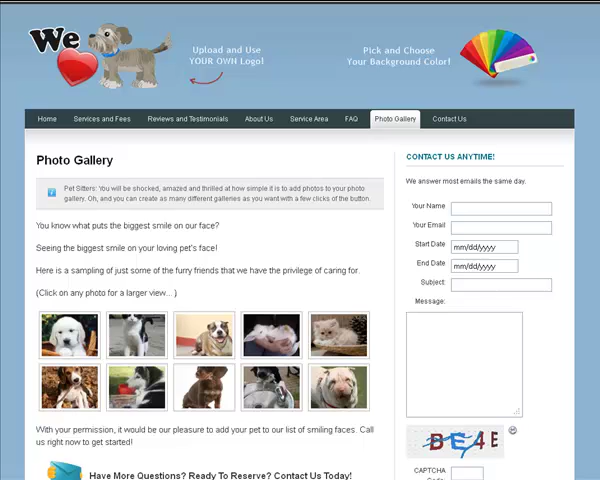 We
Upload and Use
YOUR OWN Logo!
Pick and Choose
Your Background Color!
Home Services and Fees Reviews and Testimonials About Us Service Area FAQ Photo Gallery Contact Us
Photo Gallery
Pet Sitters: You will be shocked, amazed and thrilled at how simple it is to add photos to your photo
gallery. Oh, and you can create as many different galleries as you want with a few clicks of the button.
You know what puts the biggest smile on our face?
Seeing the biggest smile on your loving pet's face!
Here is a sampling of just some of the furry friends that we have the privilege of caring for.
(Click on any photo for a larger view... )
With your permission, it would be our pleasure to add your pet to our list of smiling faces. Call
us right now to get started!
Have More Questions? Ready To Reserve? Contact Us Today!
CONTACT US ANYTIME!
We answer most emails the same day.
Your Name
Your Email
Start Date mm/dd/yyyy
End Date mm/dd/yyyy
Subject:
Message:
BE4E
CAPTCHA
Code: